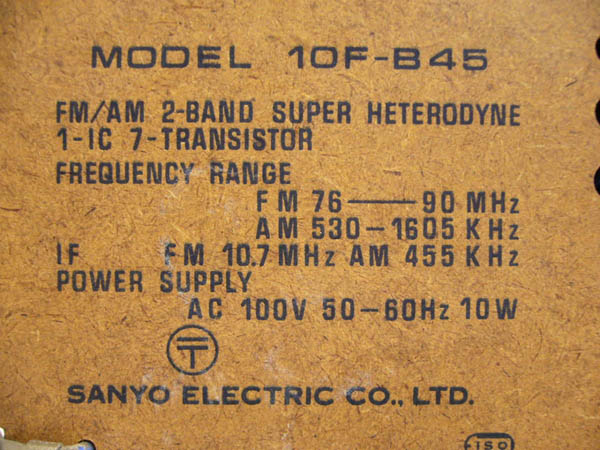 MODEL 10F-B45
FM/AM 2-BAND SUPER HETERODYNE
1-IC 7-TRANSISTOR
FREQUENCY RANGE
FM 76——90 MHz
AM 530-1605 KHz
IF FM 10.7 MHz AM 455 KHz
POWER SUPPLY
AC 100V 50-60Hz 10W
T
SANYO ELECTRIC CO., LTD.
ISO